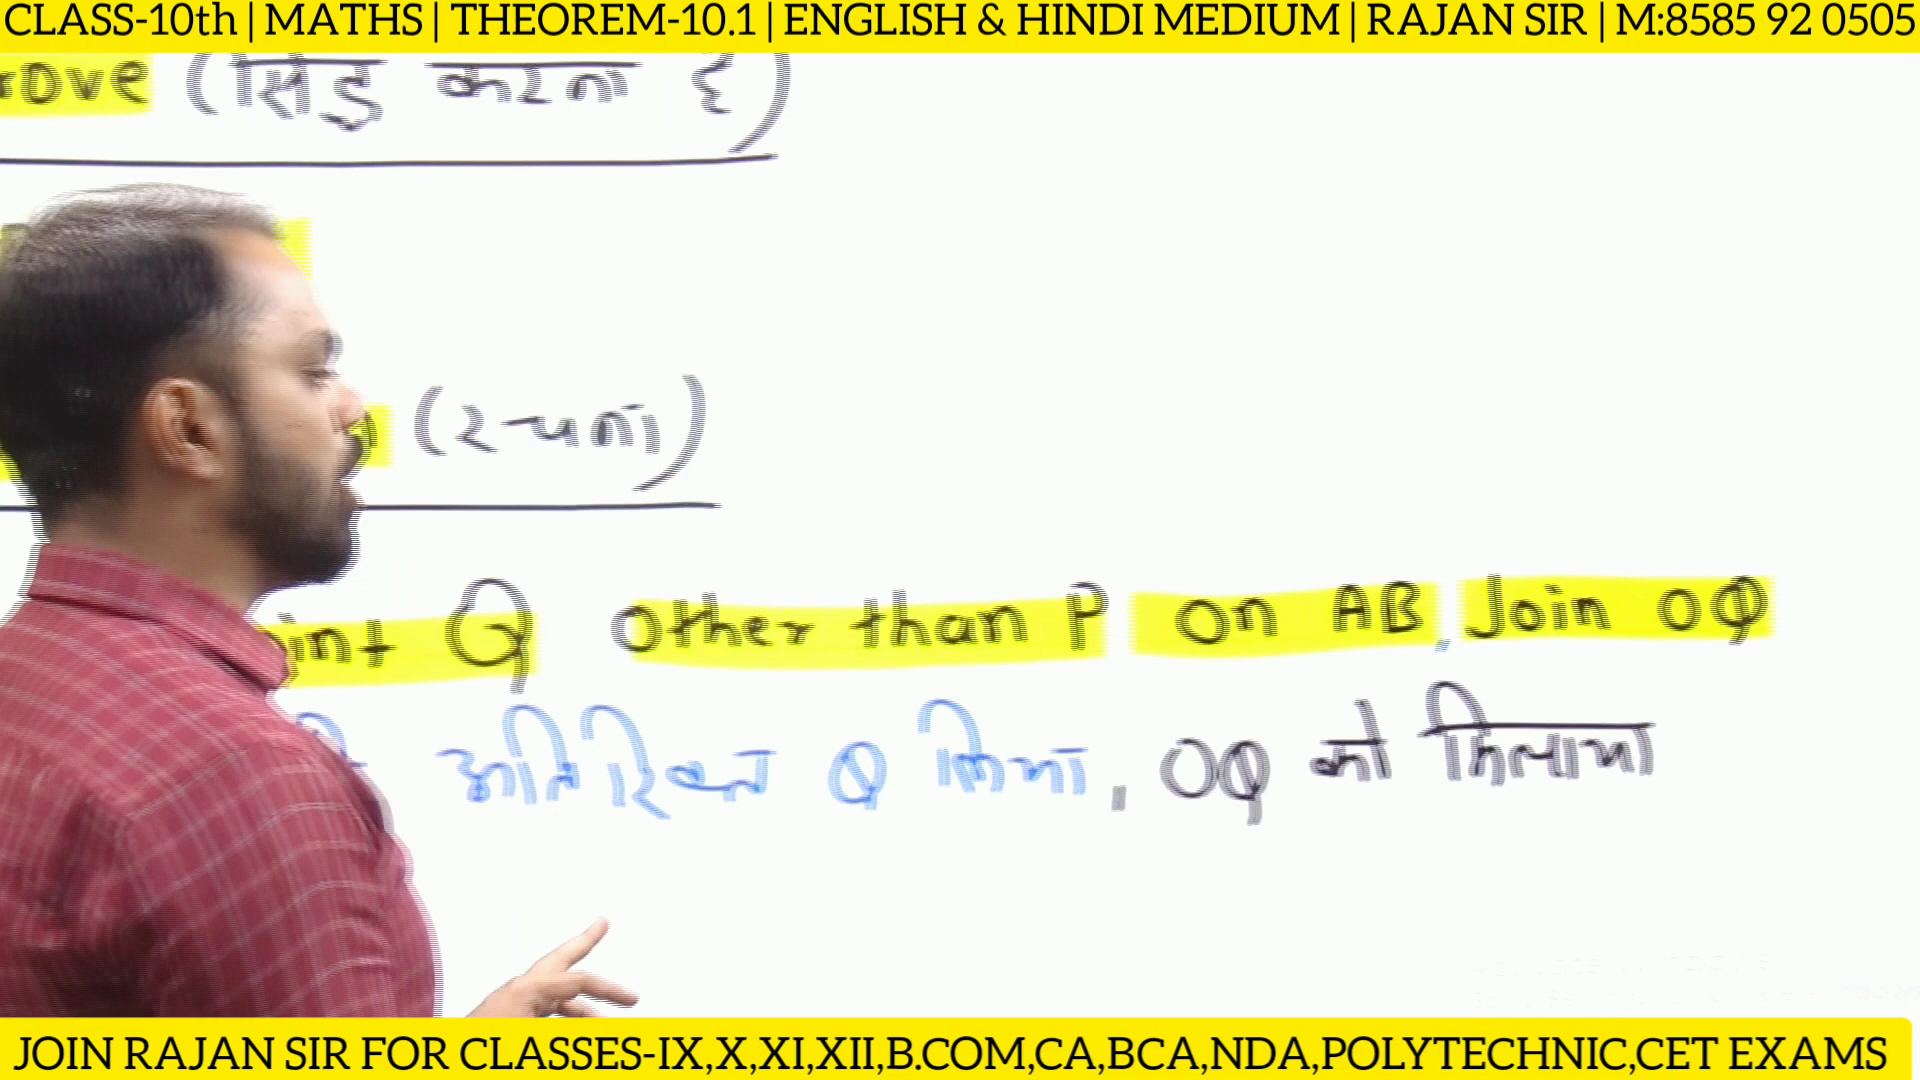 CLASS-10th | MATHS | THEOREM-10.1 | ENGLISH & HINDI MEDIUM | RAJAN SIR | M:8585 92 0505
rove (सिद्ध करना है)
(रचना)
int Q Other than P On AB, Join OQ
अतिरिक्त Q लिया, OQ को मिलाया
JOIN RAJAN SIR FOR CLASSES-IX,X,XI,XII,B.COM,CA,BCA,NDA,POLYTECHNIC,CET EXAMS